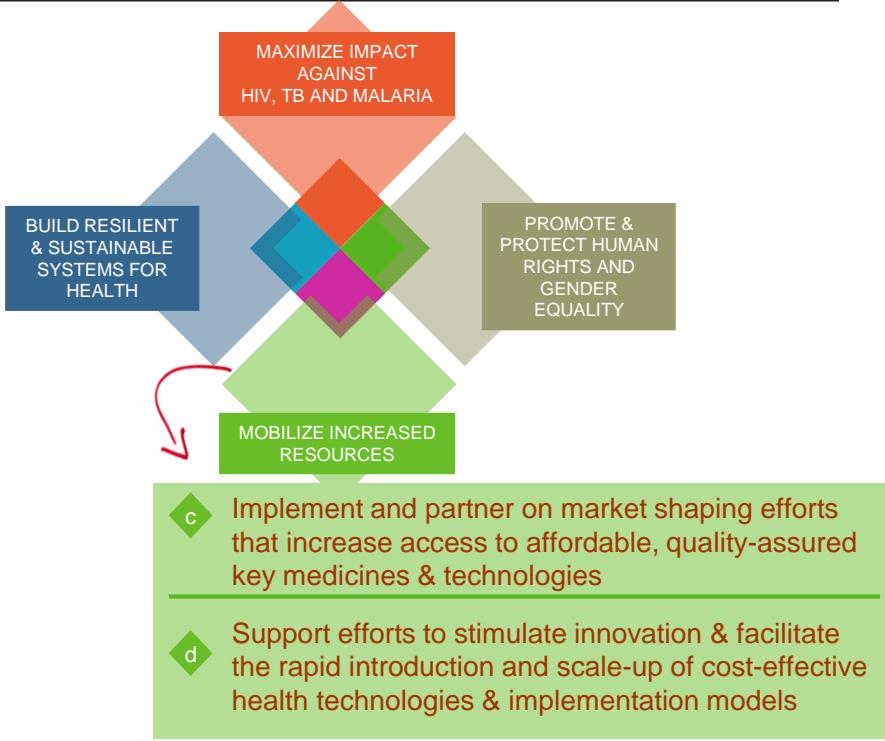 MAXIMIZE IMPACT
AGAINST
HIV, TB AND MALARIA
BUILD RESILIENT
& SUSTAINABLE
SYSTEMS FOR
HEALTH
PROMOTE &
PROTECT HUMAN
RIGHTS AND
GENDER
EQUALITY
MOBILIZE INCREASED
RESOURCES
c Implement and partner on market shaping efforts
that increase access to affordable, quality-assured
key medicines & technologies
d Support efforts to stimulate innovation & facilitate
the rapid introduction and scale-up of cost-effective
health technologies & implementation models